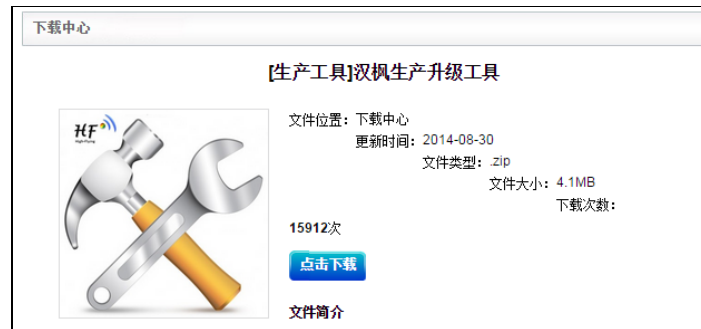 下载中心
[生产工具]汉枫生产升级工具
HF
High-Flying
文件位置：下载中心
更新时间：2014-08-30
文件类型：.zip
文件大小：4.1MB
下载次数：
15912次
点击下载
文件简介